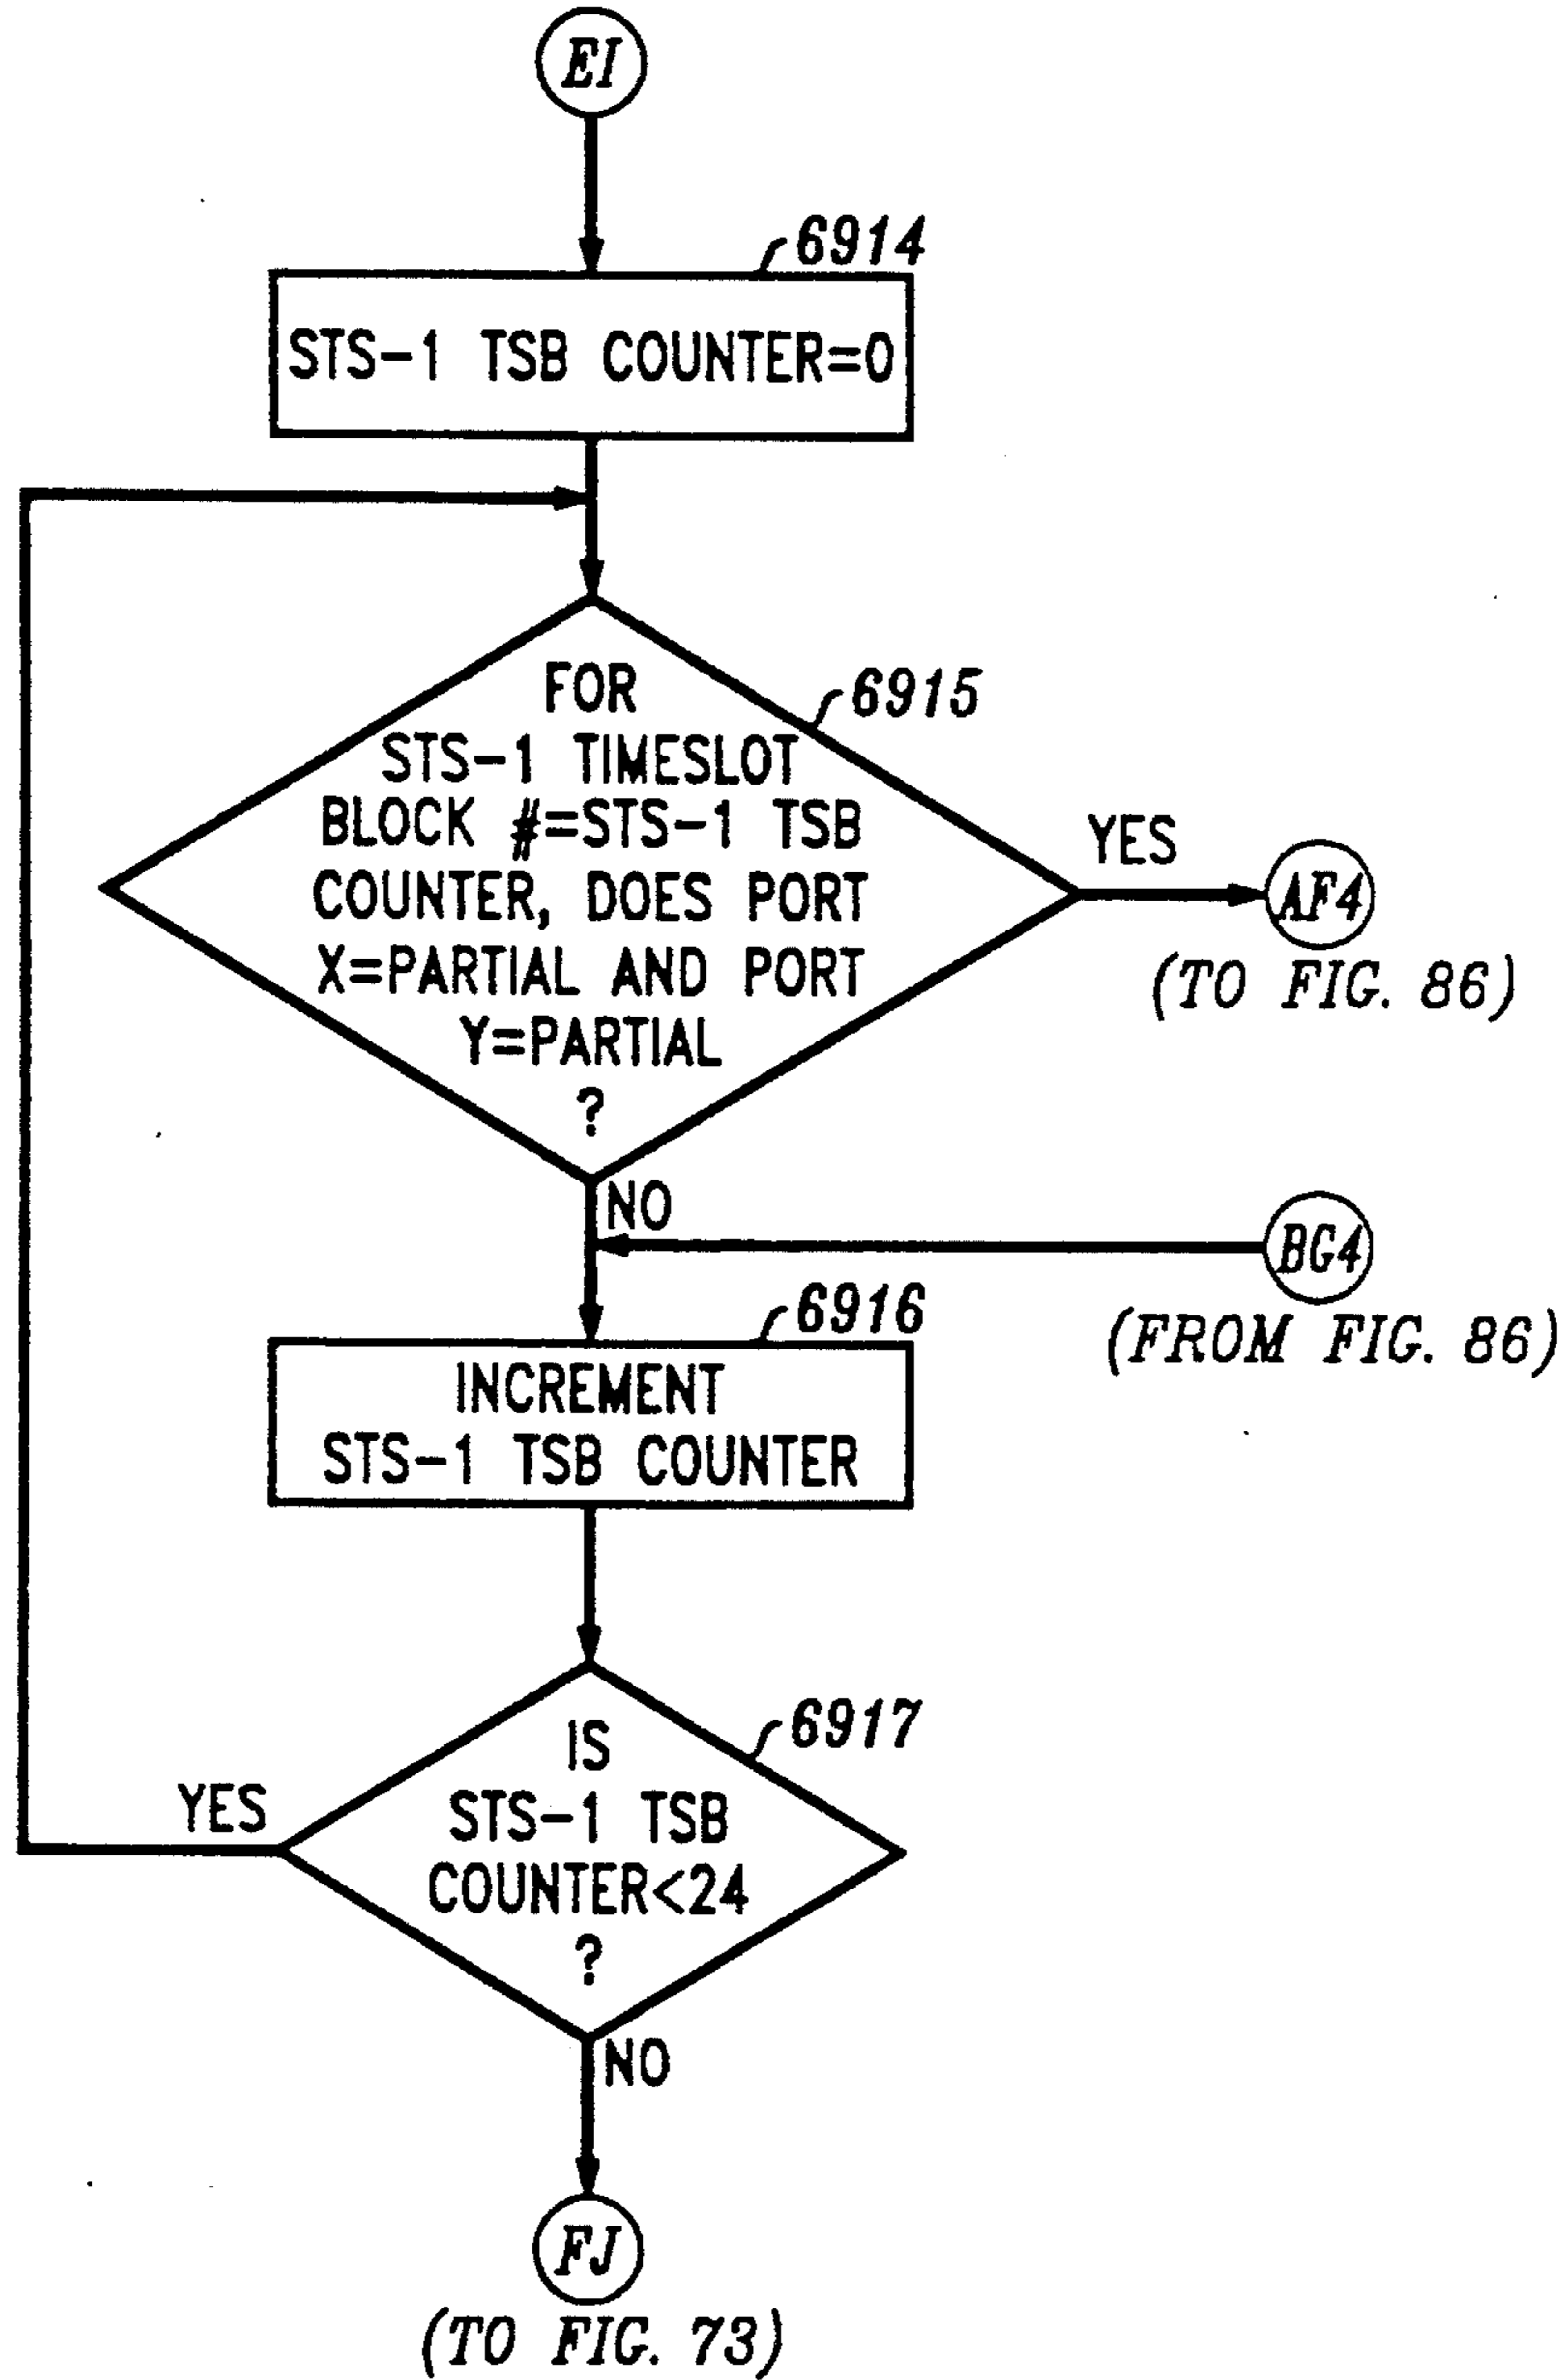 EI
6914
STS-1 TSB COUNTER=0
FOR
6915
STS-1 TIMESLOT
BLOCK #=STS-1 TSB
COUNTER, DOES PORT
X=PARTIAL AND PORT
Y=PARTIAL
?
YES
AF4
(TO FIG. 86)
NO
BG4
(FROM FIG. 86)
6916
INCREMENT
STS-1 TSB COUNTER
6917
IS
STS-1 TSB
COUNTER<24
?
YES
NO
FJ
(TO FIG. 73)